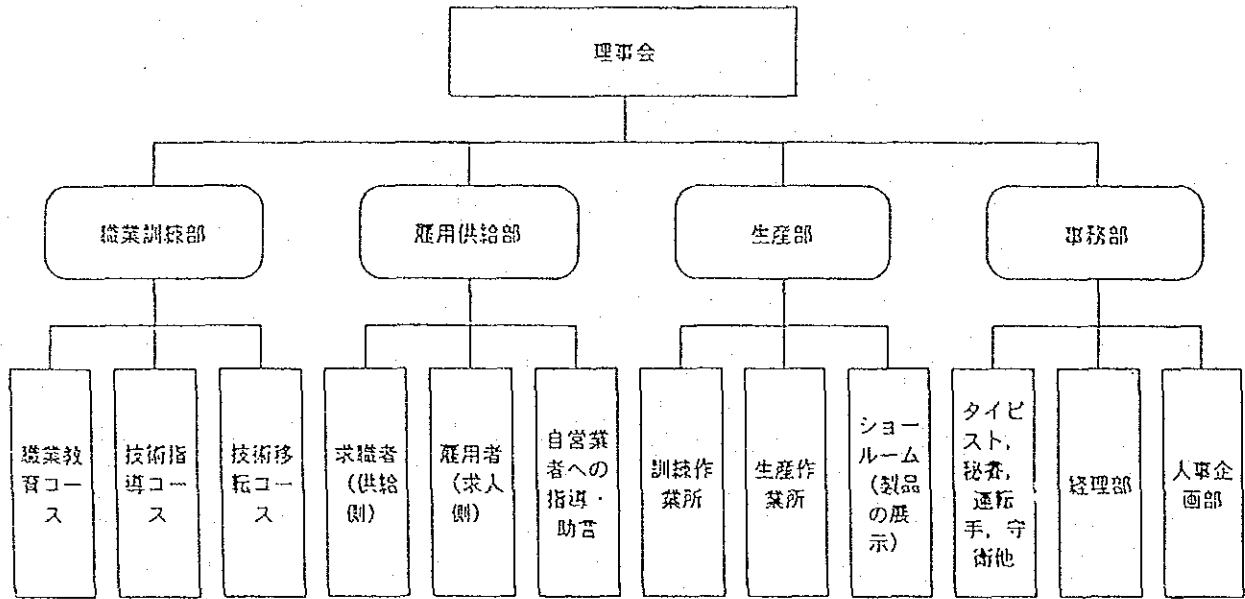 理事会
職業訓練部
雇用供給部
生産部
事務部
職業教
育コー
ス
技術指
導コー
ス
技術移
転コー
ス
求職者
（供給
側）
雇用者
（求人
側）
自営業
者への
指導・
助言
訓練作
業所
生産作
業所
ショー
ルーム
（製品
の展
示）
タイピ
スト，
秘書，
運転
手，守
衛他
経理部
人事企
画部